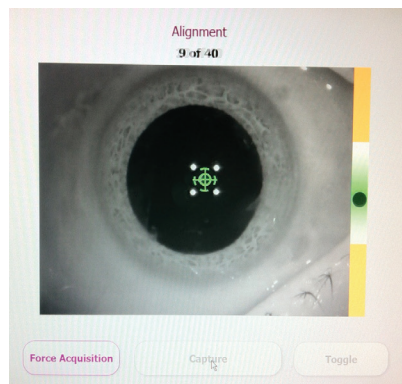 Alignment
9 of 40
Force Acquisition
Capture
Toggle